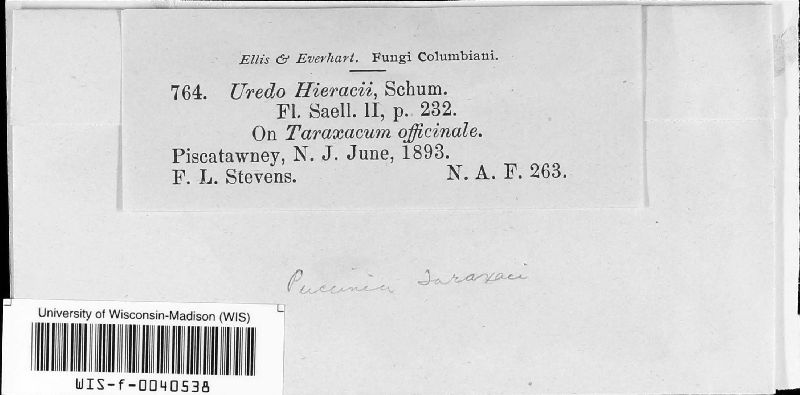 Ellis & Everhart. Fungi Columbiani.
764. Uredo Hieracii, Schum.
Fl. Saell. II, p. 232.
On Taraxacum officinale.
Piscatawney, N. J. June, 1893.
F. L. Stevens. N. A. F. 263.
Puccinia Taraxaci
University of Wisconsin-Madison (WIS)
WIS-f-0040538